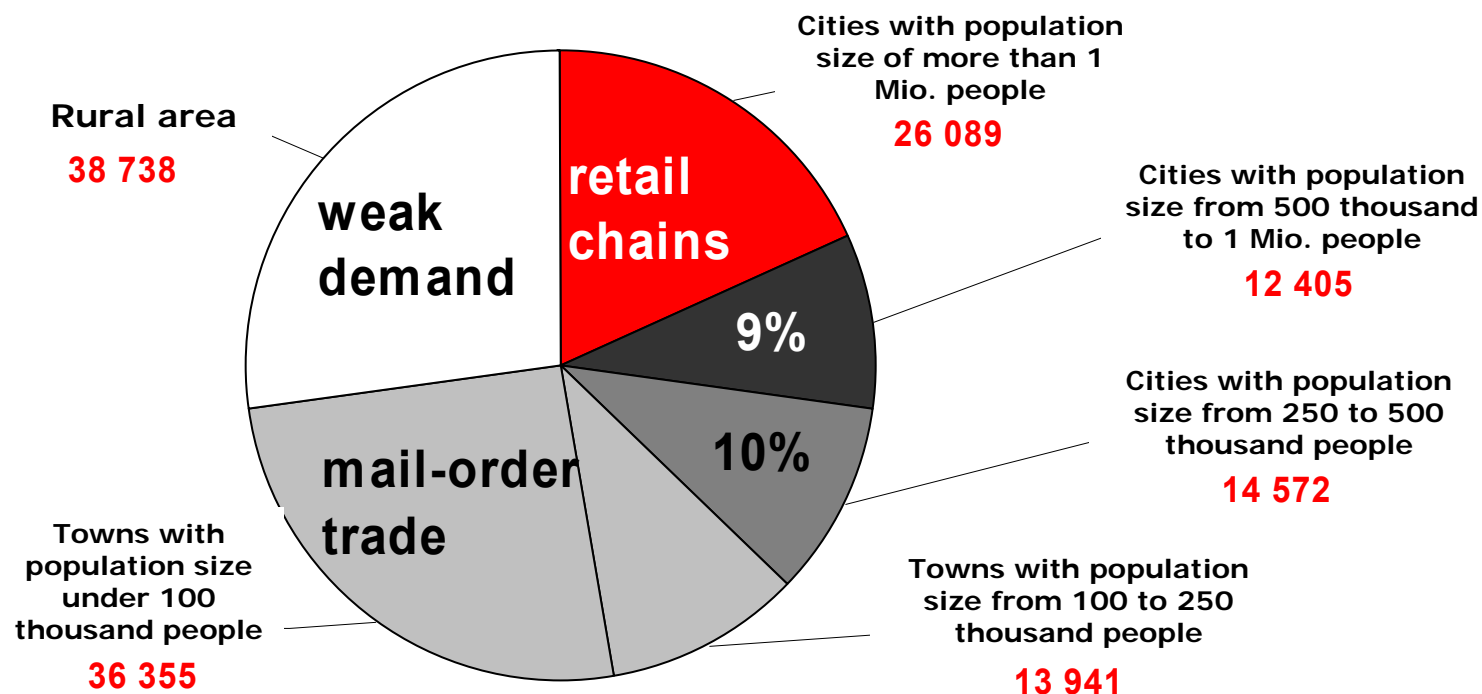 Cities with population
size of more than 1
Mio. people
26 089
Rural area
38 738
retail
chains
weak
demand
Cities with population
size from 500 thousand
to 1 Mio. people
12 405
9%
Cities with population
size from 250 to 500
thousand people
14 572
10%
mail-order
trade
Towns with
population size
under 100
thousand people
36 355
Towns with population
size from 100 to 250
thousand people
13 941